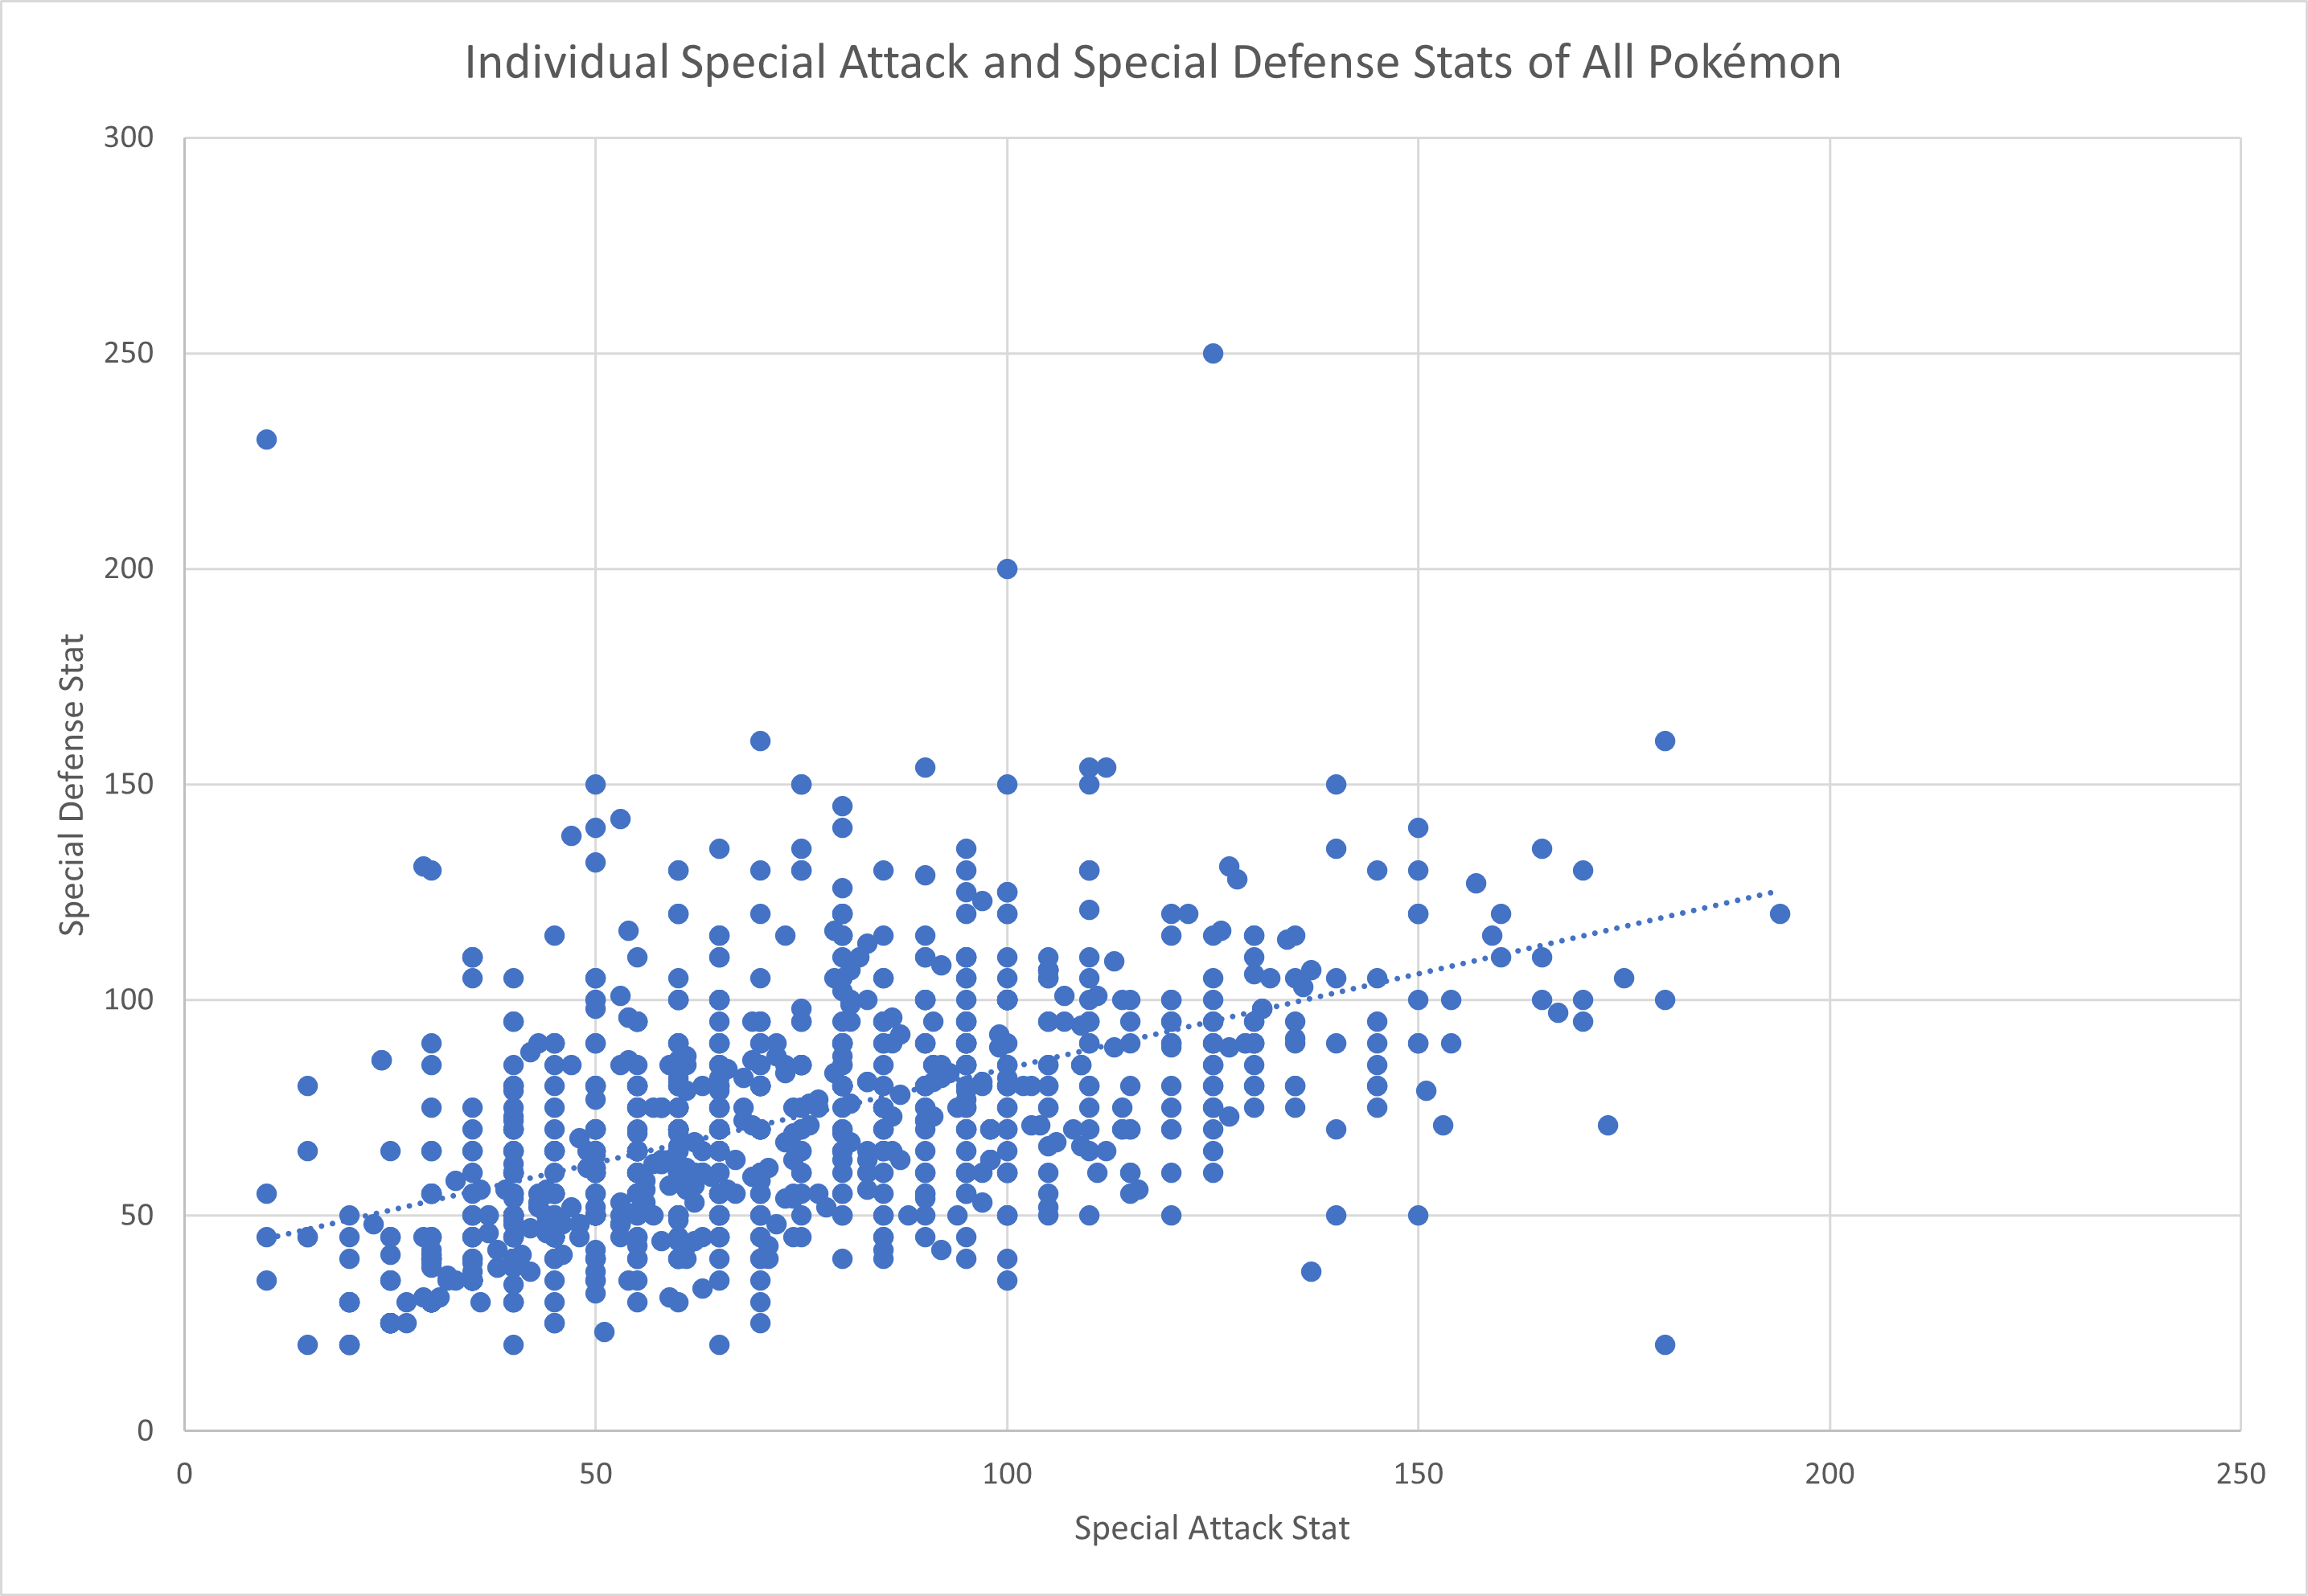 Individual Special Attack and Special Defense Stats of All Pokémon
300
250
200
150
100
50
0
Special Defense Stat
0 50 100 150 200 250
Special Attack Stat